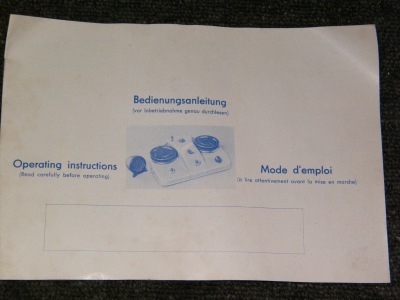 Bedienungsanleitung
(vor Inbetriebnahme genau durchlesen)
Operating instructions
(Read carefully before operating)
Mode d'emploi
(à lire attentivement avant la mise en marche)